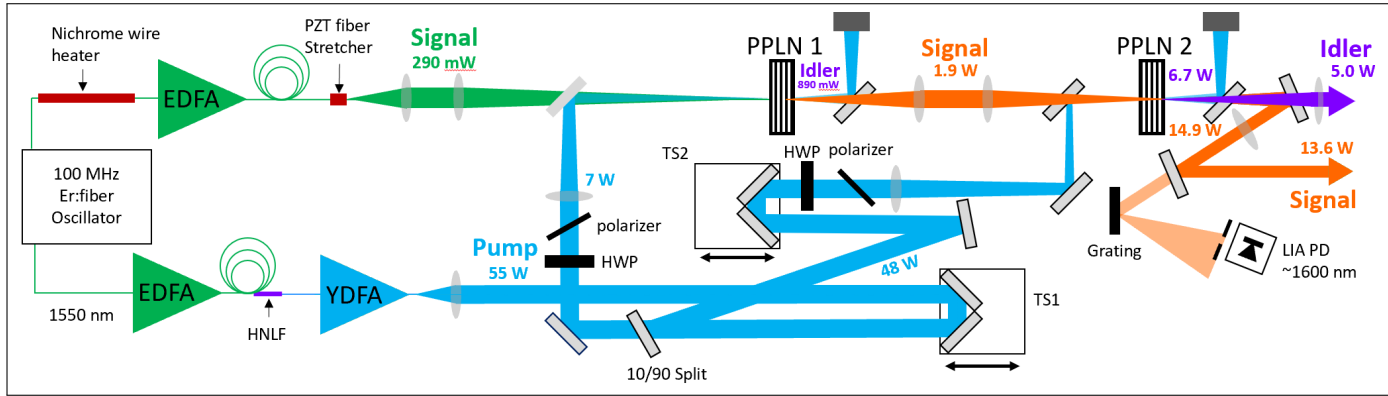 Nichrome wire
heater
EDFA
PZT fiber
Stretcher
Signal
290 mW
PPLN 1
Idler
890 mW
Signal
1.9 W
PPLN 2
6.7 W
Idler
5.0 W
14.9 W
13.6 W
Signal
100 MHz
Er:fiber
Oscillator
7 W
polarizer
HWP
TS2
HWP
polarizer
48 W
Grating
LIA PD
~1600 nm
Pump
55 W
1550 nm
EDFA
HNLF
YDFA
10/90 Split
TS1